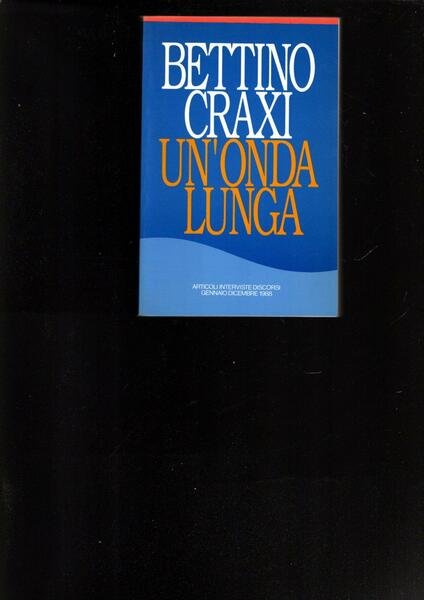 BETTINO
CRAXI
UN'ONDA
LUNGA
ARTICOLI INTERVISTE DISCORSI
GENNAIO DICEMBRE 1988